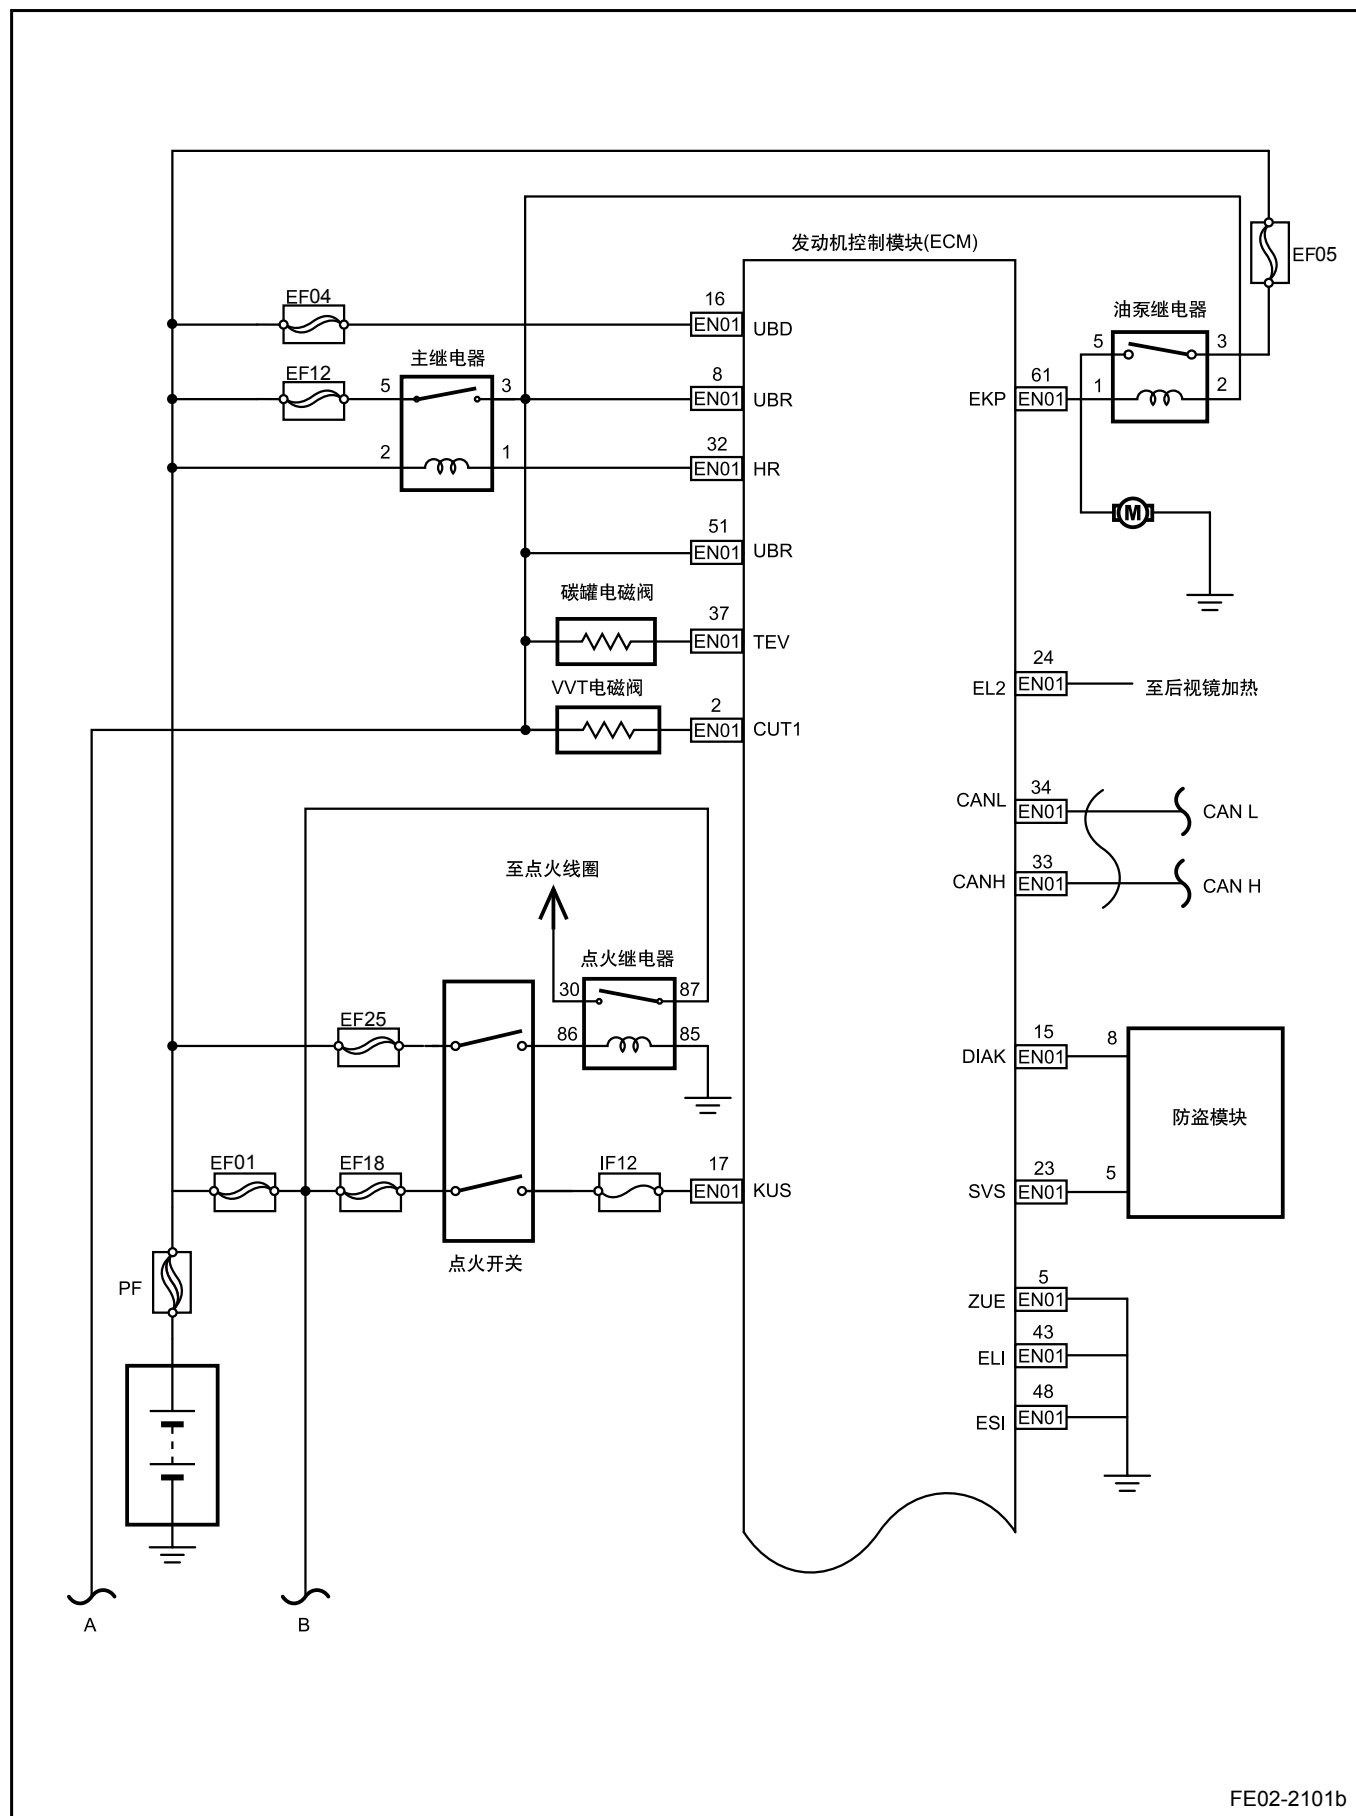 发动机控制模块(ECM)
EF05
EF04
16
EN01
UBD
油泵继电器
主继电器
5
3
EF12
5
3
8
EN01
UBR
61
EKP
EN01
1
2
2
1
32
EN01
HR
M
51
EN01
UBR
碳罐电磁阀
37
EN01
TEV
24
EL2
EN01
至后视镜加热
VVT电磁阀
2
EN01
CUT1
34
CANL
EN01
CAN L
至点火线圈
33
CANH
EN01
CAN H
点火继电器
30
87
EF25
86
85
15
DIAK
EN01
8
防盗模块
EF01
EF18
IF12
17
EN01
KUS
23
SVS
EN01
5
点火开关
PF
5
ZUE
EN01
43
ELI
EN01
48
ESI
EN01
A
B
FE02-2101b